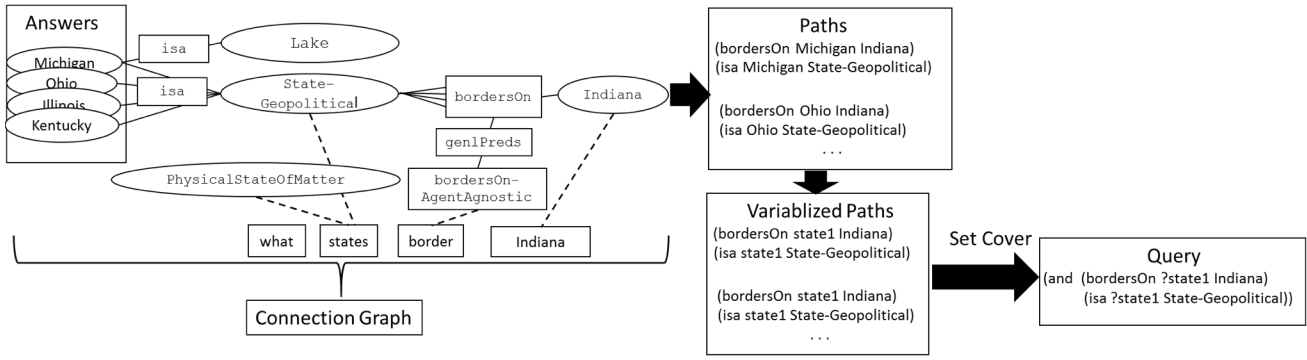 Answers
Michigan
Ohio
Illinois
Kentucky
isa
isa
Lake
State-
Geopolitical
bordersOn
Indiana
genlPreds
bordersOn-
AgentAgnostic
PhysicalStateOfMatter
what
states
border
Indiana
Connection Graph
Paths
(bordersOn Michigan Indiana)
(isa Michigan State-Geopolitical)
(bordersOn Ohio Indiana)
(isa Ohio State-Geopolitical)
...
Variablized Paths
(bordersOn state1 Indiana)
(isa state1 State-Geopolitical)
(bordersOn state1 Indiana)
(isa state1 State-Geopolitical)
...
Set Cover
Query
(and (bordersOn ?state1 Indiana)
(isa ?state1 State-Geopolitical))